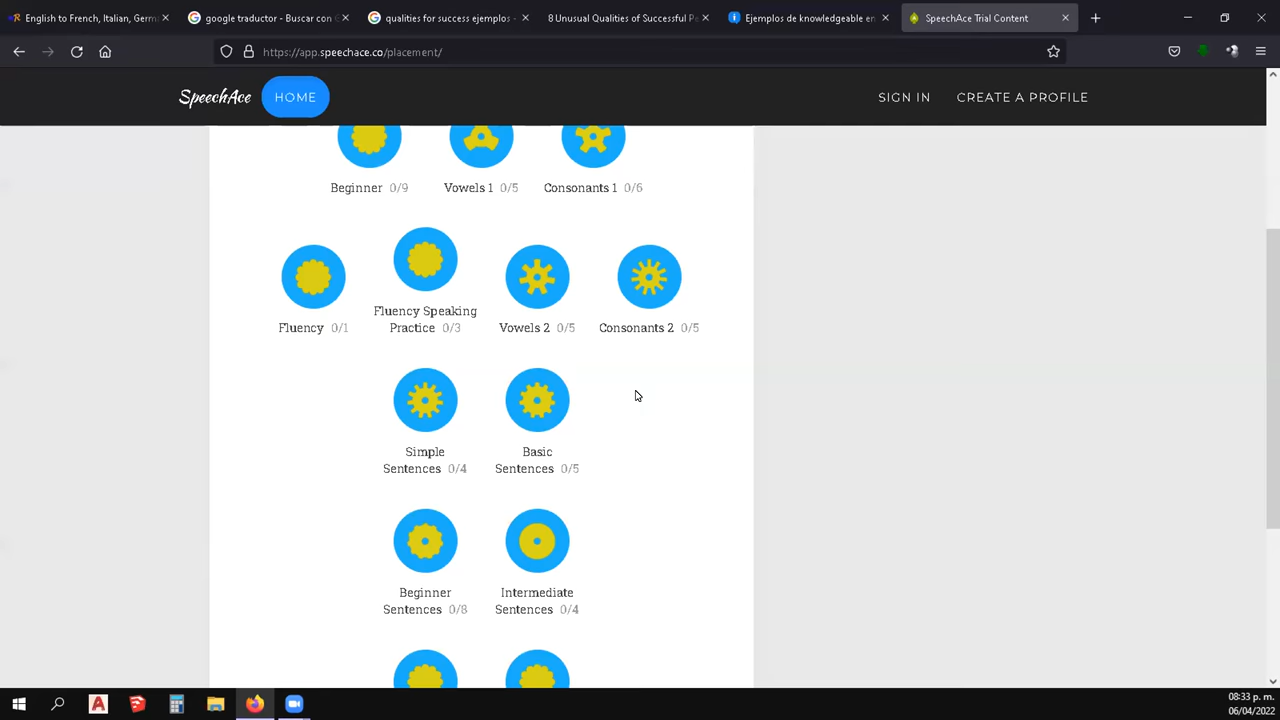 English to French, Italian, Germa
google traductor - Buscar con G
qualities for success ejemplos -
8 Unusual Qualities of Successful Pe
Ejemplos de knowledgeable en
SpeechAce Trial Content
https://app.speechace.co/placement/
SpeechAce
HOME
SIGN IN
CREATE A PROFILE
Beginner 0/9
Vowels 1 0/5
Consonants 1 0/6
Fluency 0/1
Fluency Speaking
Practice 0/3
Vowels 2 0/5
Consonants 2 0/5
Simple
Sentences 0/4
Basic
Sentences 0/5
Beginner
Sentences 0/8
Intermediate
Sentences 0/4
08:33 p. m.
06/04/2022